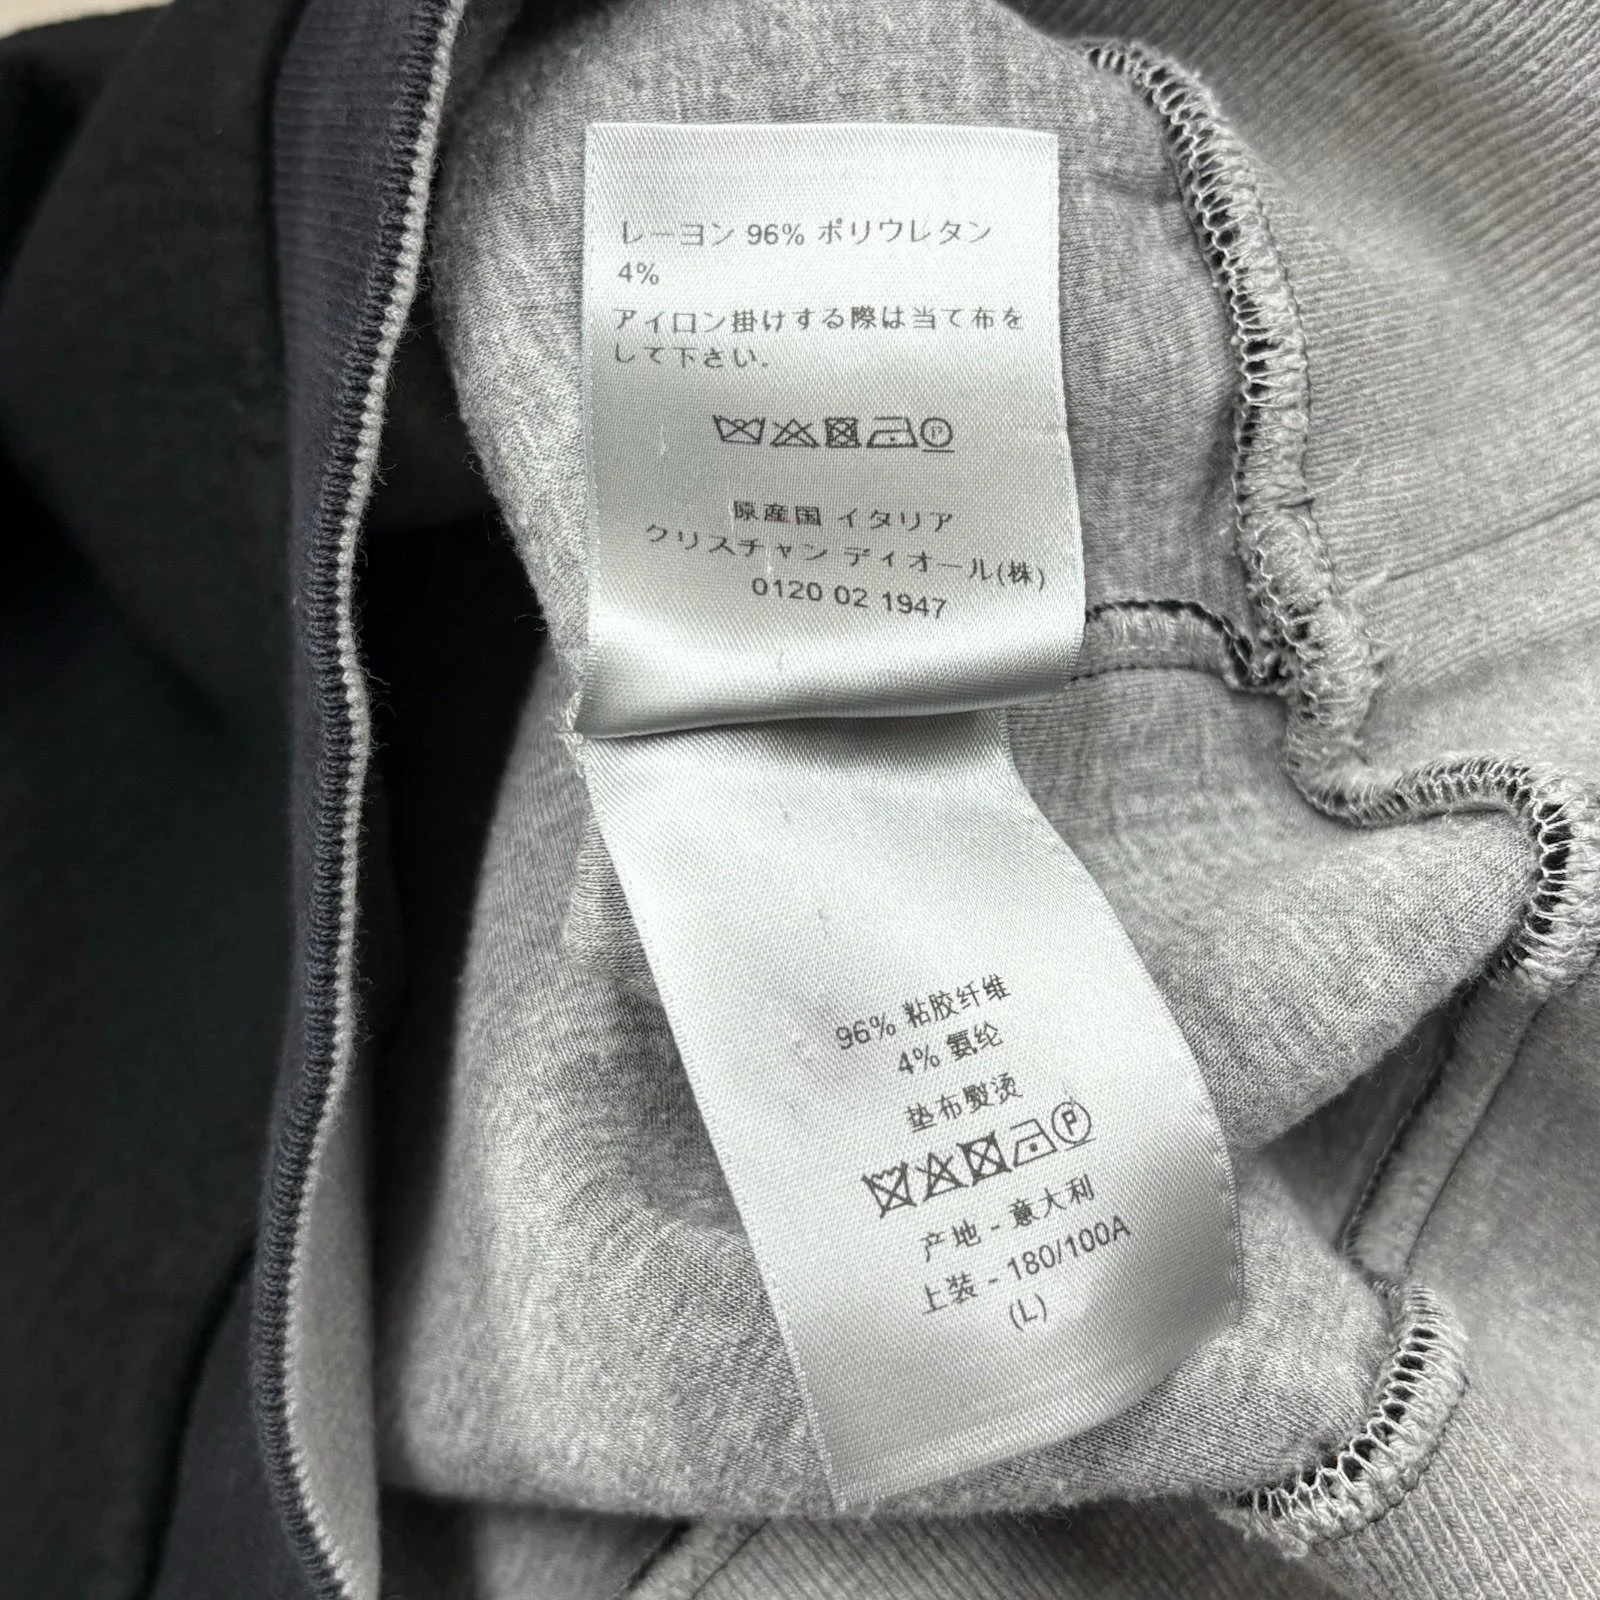 レーヨン 96% ポリウレタン
4%
アイロン掛けする際は当て布を
して下さい.
P
原産国 イタリア
クリスチャン ディオール(株)
0120 02 1947
96% 粘胶纤维
4% 氨纶
垫布熨烫
P
产地 - 意大利
上装 - 180/100A
(L)